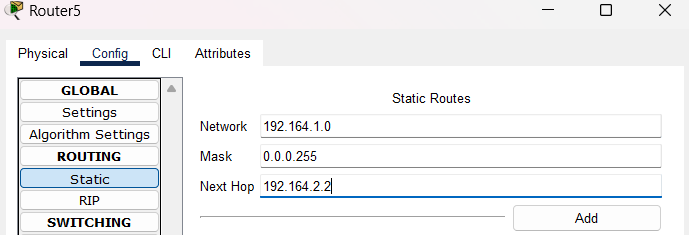 Router5
Physical Config CLI Attributes
GLOBAL
Settings
Algorithm Settings
ROUTING
Static
RIP
SWITCHING
Static Routes
Network 192.164.1.0
Mask 0.0.0.255
Next Hop 192.164.2.2
Add